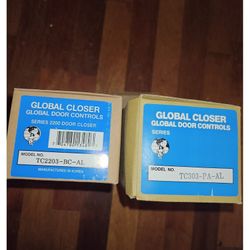 GLOBAL CLOSER
GLOBAL DOOR CONTROLS
SERIES 2200 DOOR CLOSER
MODEL NO.
TC2203-BC-AL
MANUFACTURED IN KOREA
GLOBAL CLOSER
GLOBAL DOOR CONTROLS
SERIES
MODEL NO.
TC303-PA-AL